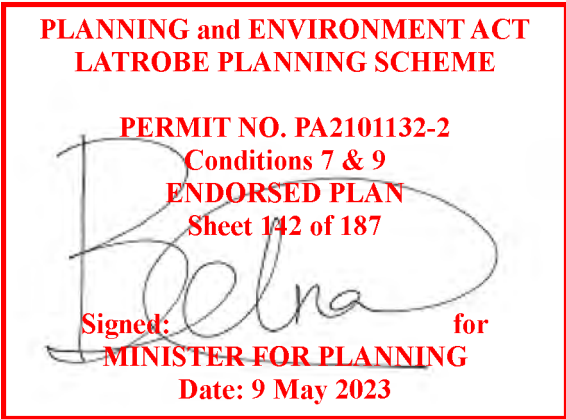 PLANNING and ENVIRONMENT ACT
LATROBE PLANNING SCHEME
PERMIT NO. PA2101132-2
Conditions 7 & 9
ENDORSED PLAN
Sheet 142 of 187
Signed: for
MINISTER FOR PLANNING
Date: 9 May 2023